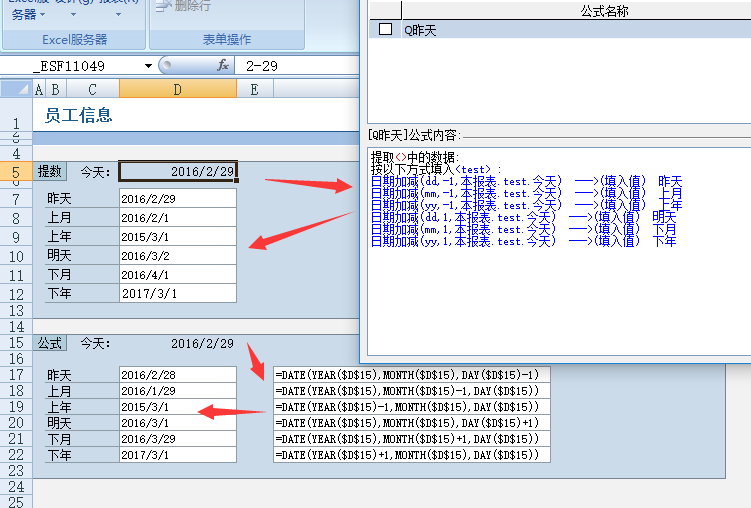 Excel服 设计(g) 报表(R)
务器
删除行
Excel服务器
表单操作
公式名称
Q昨天
_ESF11049
fx
2-29
A B C D E
1 员工信息
2
3
4
5 提数 今天: 2016/2/29
6
7 昨天 2016/2/29
8 上月 2016/2/1
9 上年 2015/3/1
10 明天 2016/3/2
11 下月 2016/4/1
12 下年 2017/3/1
13
14
15 公式 今天: 2016/2/29
16
17 昨天 2016/2/28 =DATE(YEAR($D$15),MONTH($D$15),DAY($D$15)-1)
18 上月 2016/1/29 =DATE(YEAR($D$15),MONTH($D$15)-1,DAY($D$15))
19 上年 2015/3/1 =DATE(YEAR($D$15)-1,MONTH($D$15),DAY($D$15))
20 明天 2016/3/1 =DATE(YEAR($D$15),MONTH($D$15),DAY($D$15)+1)
21 下月 2016/3/29 =DATE(YEAR($D$15),MONTH($D$15)+1,DAY($D$15))
22 下年 2017/3/1 =DATE(YEAR($D$15)+1,MONTH($D$15),DAY($D$15))
23
24
25
[Q昨天]公式内容:
提取<>中的数据:
按以下方式填入<test> :
日期加减(dd,-1,本报表.test.今天) --->(填入值) 昨天
日期加减(mm,-1,本报表.test.今天) --->(填入值) 上月
日期加减(yy,-1,本报表.test.今天) --->(填入值) 上年
日期加减(dd,1,本报表.test.今天) --->(填入值) 明天
日期加减(mm,1,本报表.test.今天) --->(填入值) 下月
日期加减(yy,1,本报表.test.今天) --->(填入值) 下年